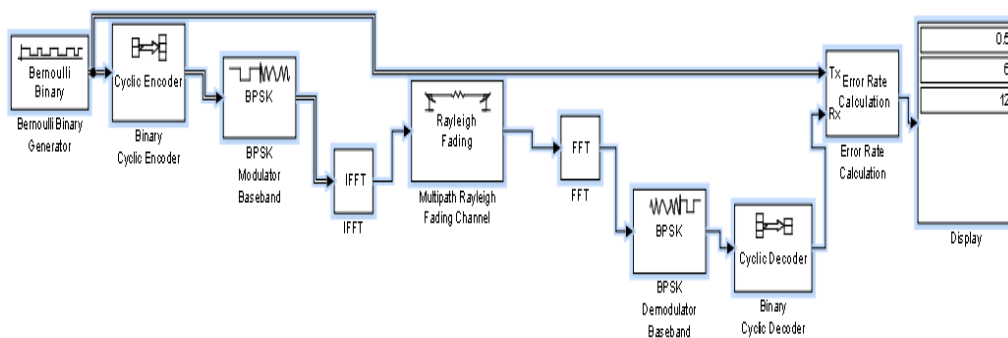 Bernoulli
Binary
Bernoulli Binary
Generator
Cyclic Encoder
Binary
Cyclic Encoder
BPSK
BPSK
Modulator
Baseband
IFFT
IFFT
Rayleigh
Fading
Multipath Rayleigh
Fading Channel
FFT
FFT
BPSK
BPSK
Demodulator
Baseband
Cyclic Decoder
Binary
Cyclic Decoder
Tx
Rx
Error Rate
Calculation
Error Rate
Calculation
0.5
6
12
Display